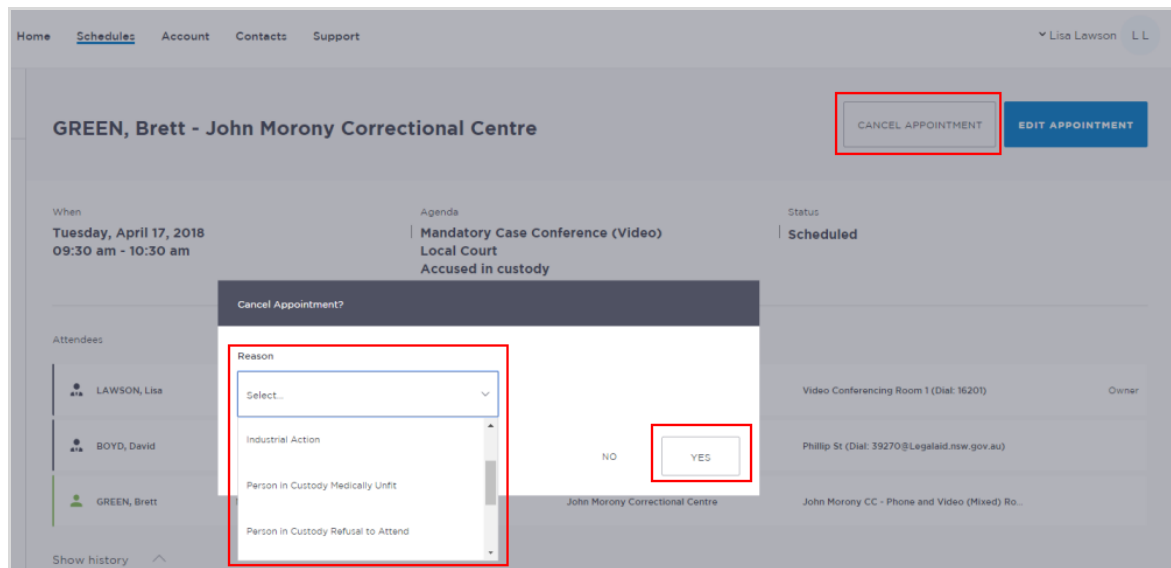 Home Schedules Account Contacts Support Lisa Lawson L L
GREEN, Brett - John Morony Correctional Centre CANCEL APPOINTMENT EDIT APPOINTMENT
When Agenda Status
Tuesday, April 17, 2018 Mandatory Case Conference (Video) Scheduled
09:30 am - 10:30 am Local Court
Accused in custody
Cancel Appointment?
Attendees
Reason
LAWSON, Lisa Select... Video Conferencing Room 1 (Dial: 16201) Owner
Industrial Action
BOYD, David NO YES Phillip St (Dial: 39270@Legalaid.nsw.gov.au)
Person in Custody Medically Unfit
GREEN, Brett John Morony Correctional Centre John Morony CC - Phone and Video (Mixed) Ro...
Person in Custody Refusal to Attend
Show history